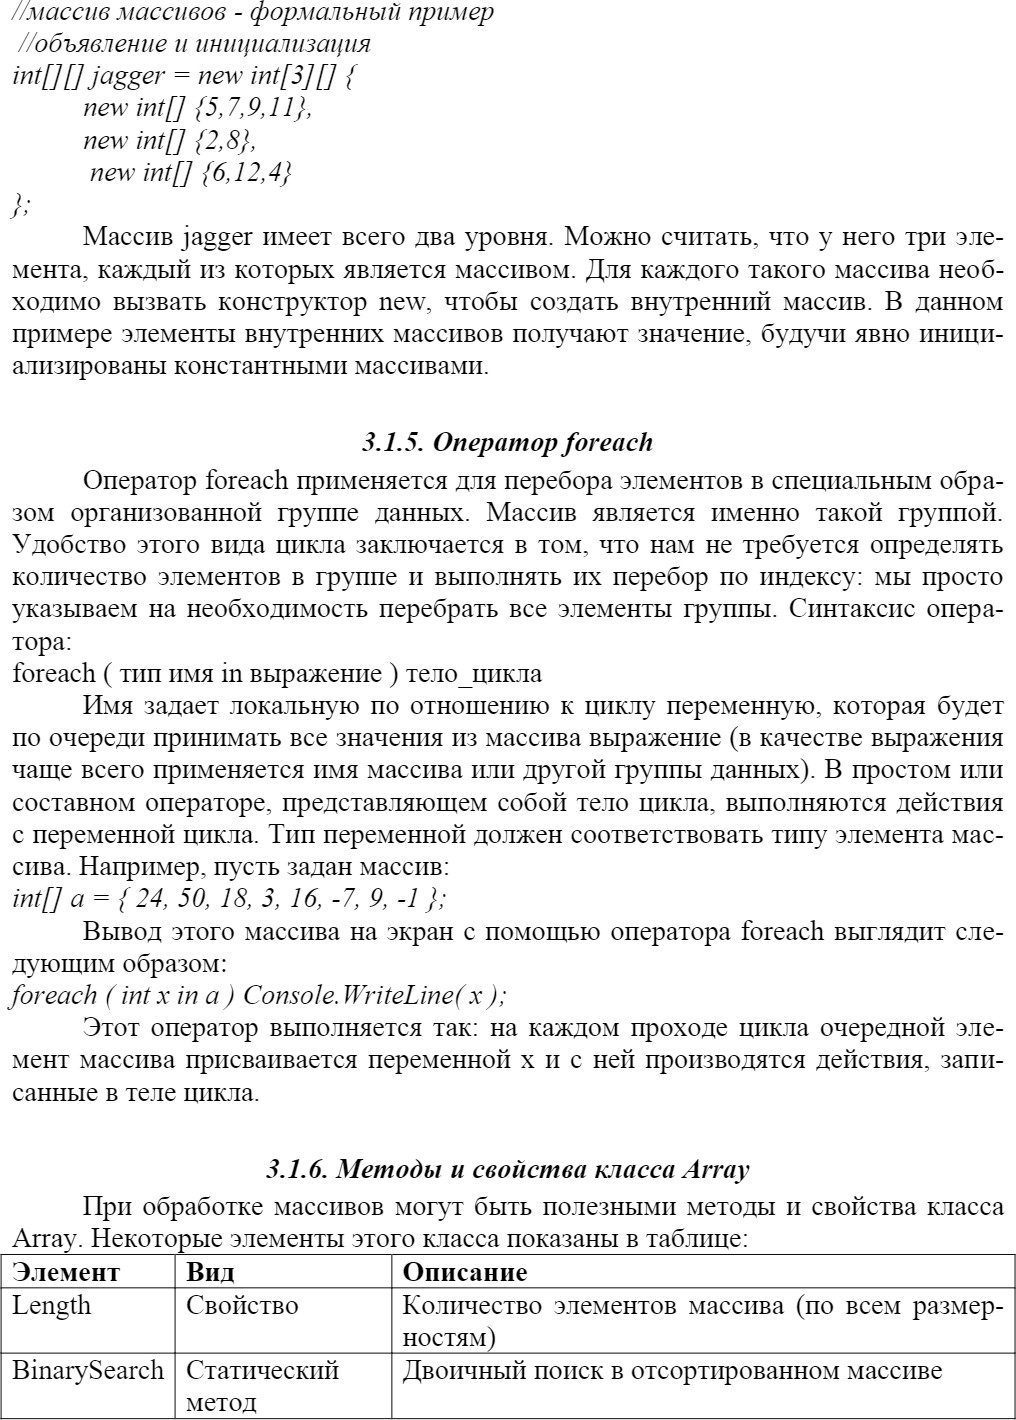 //массив массивов - формальный пример
//объявление и инициализация
int[][] jagger = new int[3][] {
new int[] {5,7,9,11},
new int[] {2,8},
new int[] {6,12,4}
};
Массив jagger имеет всего два уровня. Можно считать, что у него три эле-
мента, каждый из которых является массивом. Для каждого такого массива необ-
ходимо вызвать конструктор new, чтобы создать внутренний массив. В данном
примере элементы внутренних массивов получают значение, будучи явно иници-
ализированы константными массивами.
3.1.5. Оператор foreach
Оператор foreach применяется для перебора элементов в специальным обра-
зом организованной группе данных. Массив является именно такой группой.
Удобство этого вида цикла заключается в том, что нам не требуется определять
количество элементов в группе и выполнять их перебор по индексу: мы просто
указываем на необходимость перебрать все элементы группы. Синтаксис опера-
тора:
foreach ( тип имя in выражение ) тело_цикла
Имя задает локальную по отношению к циклу переменную, которая будет
по очереди принимать все значения из массива выражение (в качестве выражения
чаще всего применяется имя массива или другой группы данных). В простом или
составном операторе, представляющем собой тело цикла, выполняются действия
с переменной цикла. Тип переменной должен соответствовать типу элемента мас-
сива. Например, пусть задан массив:
int[] a = { 24, 50, 18, 3, 16, -7, 9, -1 };
Вывод этого массива на экран с помощью оператора foreach выглядит сле-
дующим образом:
foreach ( int x in a ) Console.WriteLine( x );
Этот оператор выполняется так: на каждом проходе цикла очередной эле-
мент массива присваивается переменной x и с ней производятся действия, запи-
санные в теле цикла.
3.1.6. Методы и свойства класса Array
При обработке массивов могут быть полезными методы и свойства класса
Array. Некоторые элементы этого класса показаны в таблице:
Элемент Вид Описание
Length Свойство Количество элементов массива (по всем размер-
ностям)
BinarySearch Статический Двоичный поиск в отсортированном массиве
метод